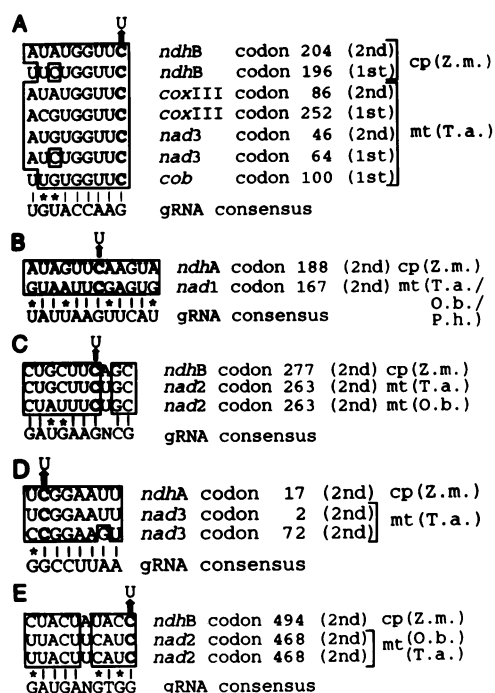 A
U
AUAUGGUUC ndhB codon 204 (2nd) cp(Z.m.)
UUCUGGUUC ndhB codon 196 (1st)
AUAUGGUUC coxIII codon 86 (2nd)
ACGUGGUUC coxIII codon 252 (1st)
AUGUGGUUC nad3 codon 46 (2nd) mt(T.a.)
AUCUGGUUC nad3 codon 64 (1st)
UUGUGGUUC cob codon 100 (1st)
| * * | | | | | |
UGUACCAAG gRNA consensus
B
U
AUAGUUCAAGUA ndhA codon 188 (2nd) cp(Z.m.)
GUAAUUCGAGUG nad1 codon 167 (2nd) mt(T.a./
O.b./
P.h.)
UAUUAAGUUCAU gRNA consensus
C
U
CUGCUUCAGC ndhB codon 277 (2nd) cp(Z.m.)
CUGCUUCUGC nad2 codon 263 (2nd) mt(T.a.)
CUAUUUCUGC nad2 codon 263 (2nd) mt(O.b.)
GAUGAAGNCG gRNA consensus
D
U
UCGGAAUU ndhA codon 17 (2nd) cp(Z.m.)
UCGGAAUU nad3 codon 2 (2nd) mt(T.a.)
CCGGAAGU nad3 codon 72 (2nd)
* | | | | | | |
GGCCUUAA gRNA consensus
E
U
CUACUAUACC ndhB codon 494 (2nd) cp(Z.m.)
UUACUUCAUC nad2 codon 468 (2nd) mt(O.b.)
UUACUUCAUC nad2 codon 468 (2nd) (T.a.)
GAUGANGTGG gRNA consensus